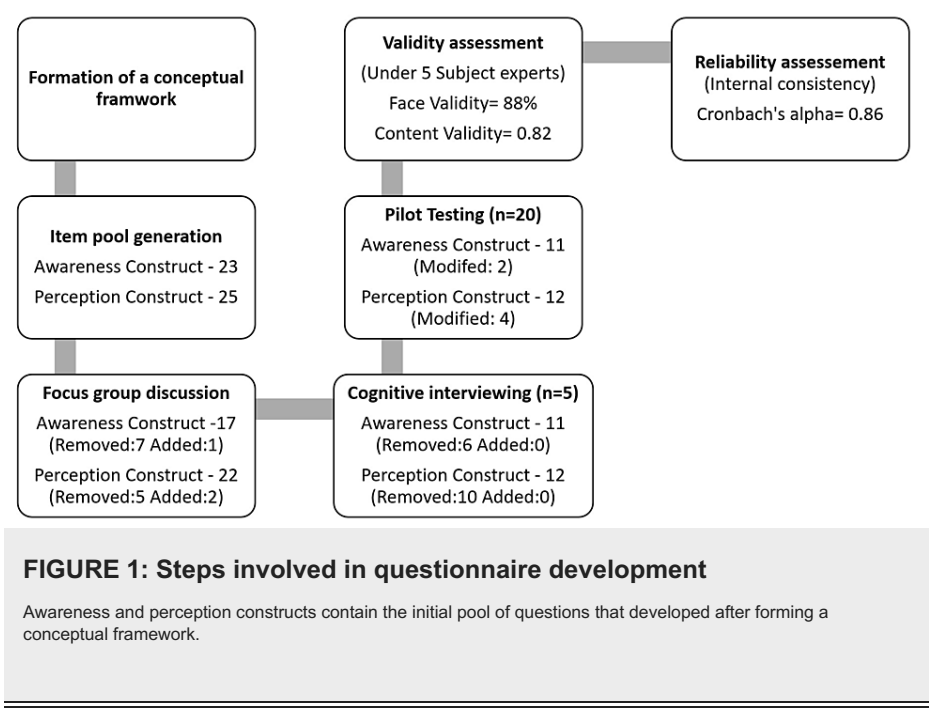 Formation of a conceptual
framwork
Item pool generation
Awareness Construct - 23
Perception Construct - 25
Focus group discussion
Awareness Construct -17
(Removed:7 Added:1)
Perception Construct - 22
(Removed:5 Added:2)
Cognitive interviewing (n=5)
Awareness Construct - 11
(Removed:6 Added:0)
Perception Construct - 12
(Removed:10 Added:0)
Pilot Testing (n=20)
Awareness Construct - 11
(Modifed: 2)
Perception Construct - 12
(Modified: 4)
Validity assessment
(Under 5 Subject experts)
Face Validity= 88%
Content Validity= 0.82
Reliability assessement
(Internal consistency)
Cronbach's alpha= 0.86
FIGURE 1: Steps involved in questionnaire development
Awareness and perception constructs contain the initial pool of questions that developed after forming a
conceptual framework.